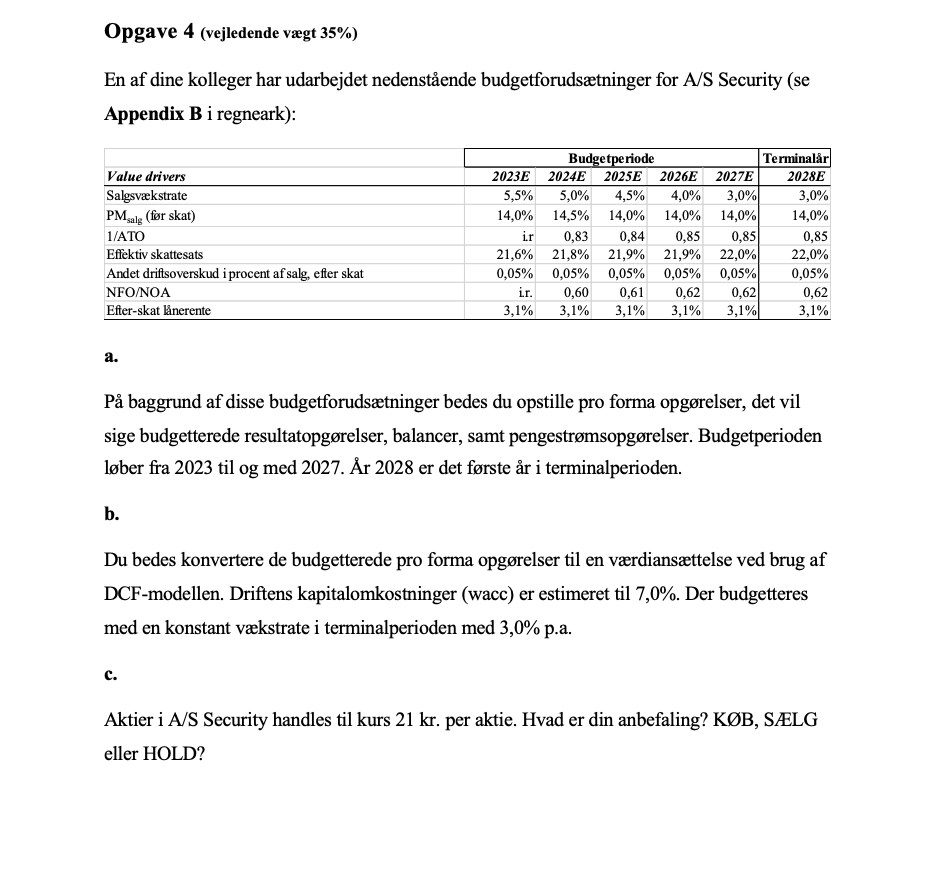 Opgave 4 (vejledende vægt 35%)
En af dine kolleger har udarbejdet nedenstående budgetforudsætninger for A/S Security (se
Appendix B i regneark):
Budgetperiode Terminalår
Value drivers 2023E 2024E 2025E 2026E 2027E 2028E
Salgsvækstrate 5,5% 5,0% 4,5% 4,0% 3,0% 3,0%
PMsalg (før skat) 14,0% 14,5% 14,0% 14,0% 14,0% 14,0%
1/ATO i.r 0,83 0,84 0,85 0,85 0,85
Effektiv skattesats 21,6% 21,8% 21,9% 21,9% 22,0% 22,0%
Andet driftsoverskud i procent af salg, efter skat 0,05% 0,05% 0,05% 0,05% 0,05% 0,05%
NFO/NOA i.r. 0,60 0,61 0,62 0,62 0,62
Efter-skat lånerente 3,1% 3,1% 3,1% 3,1% 3,1% 3,1%
a.
På baggrund af disse budgetforudsætninger bedes du opstille pro forma opgørelser, det vil
sige budgetterede resultatopgørelser, balancer, samt pengestrømsopgørelser. Budgetperioden
løber fra 2023 til og med 2027. År 2028 er det første år i terminalperioden.
b.
Du bedes konvertere de budgetterede pro forma opgørelser til en værdiansættelse ved brug af
DCF-modellen. Driftens kapitalomkostninger (wacc) er estimeret til 7,0%. Der budgetteres
med en konstant vækstrate i terminalperioden med 3,0% p.a.
c.
Aktier i A/S Security handles til kurs 21 kr. per aktie. Hvad er din anbefaling? KØB, SÆLG
eller HOLD?